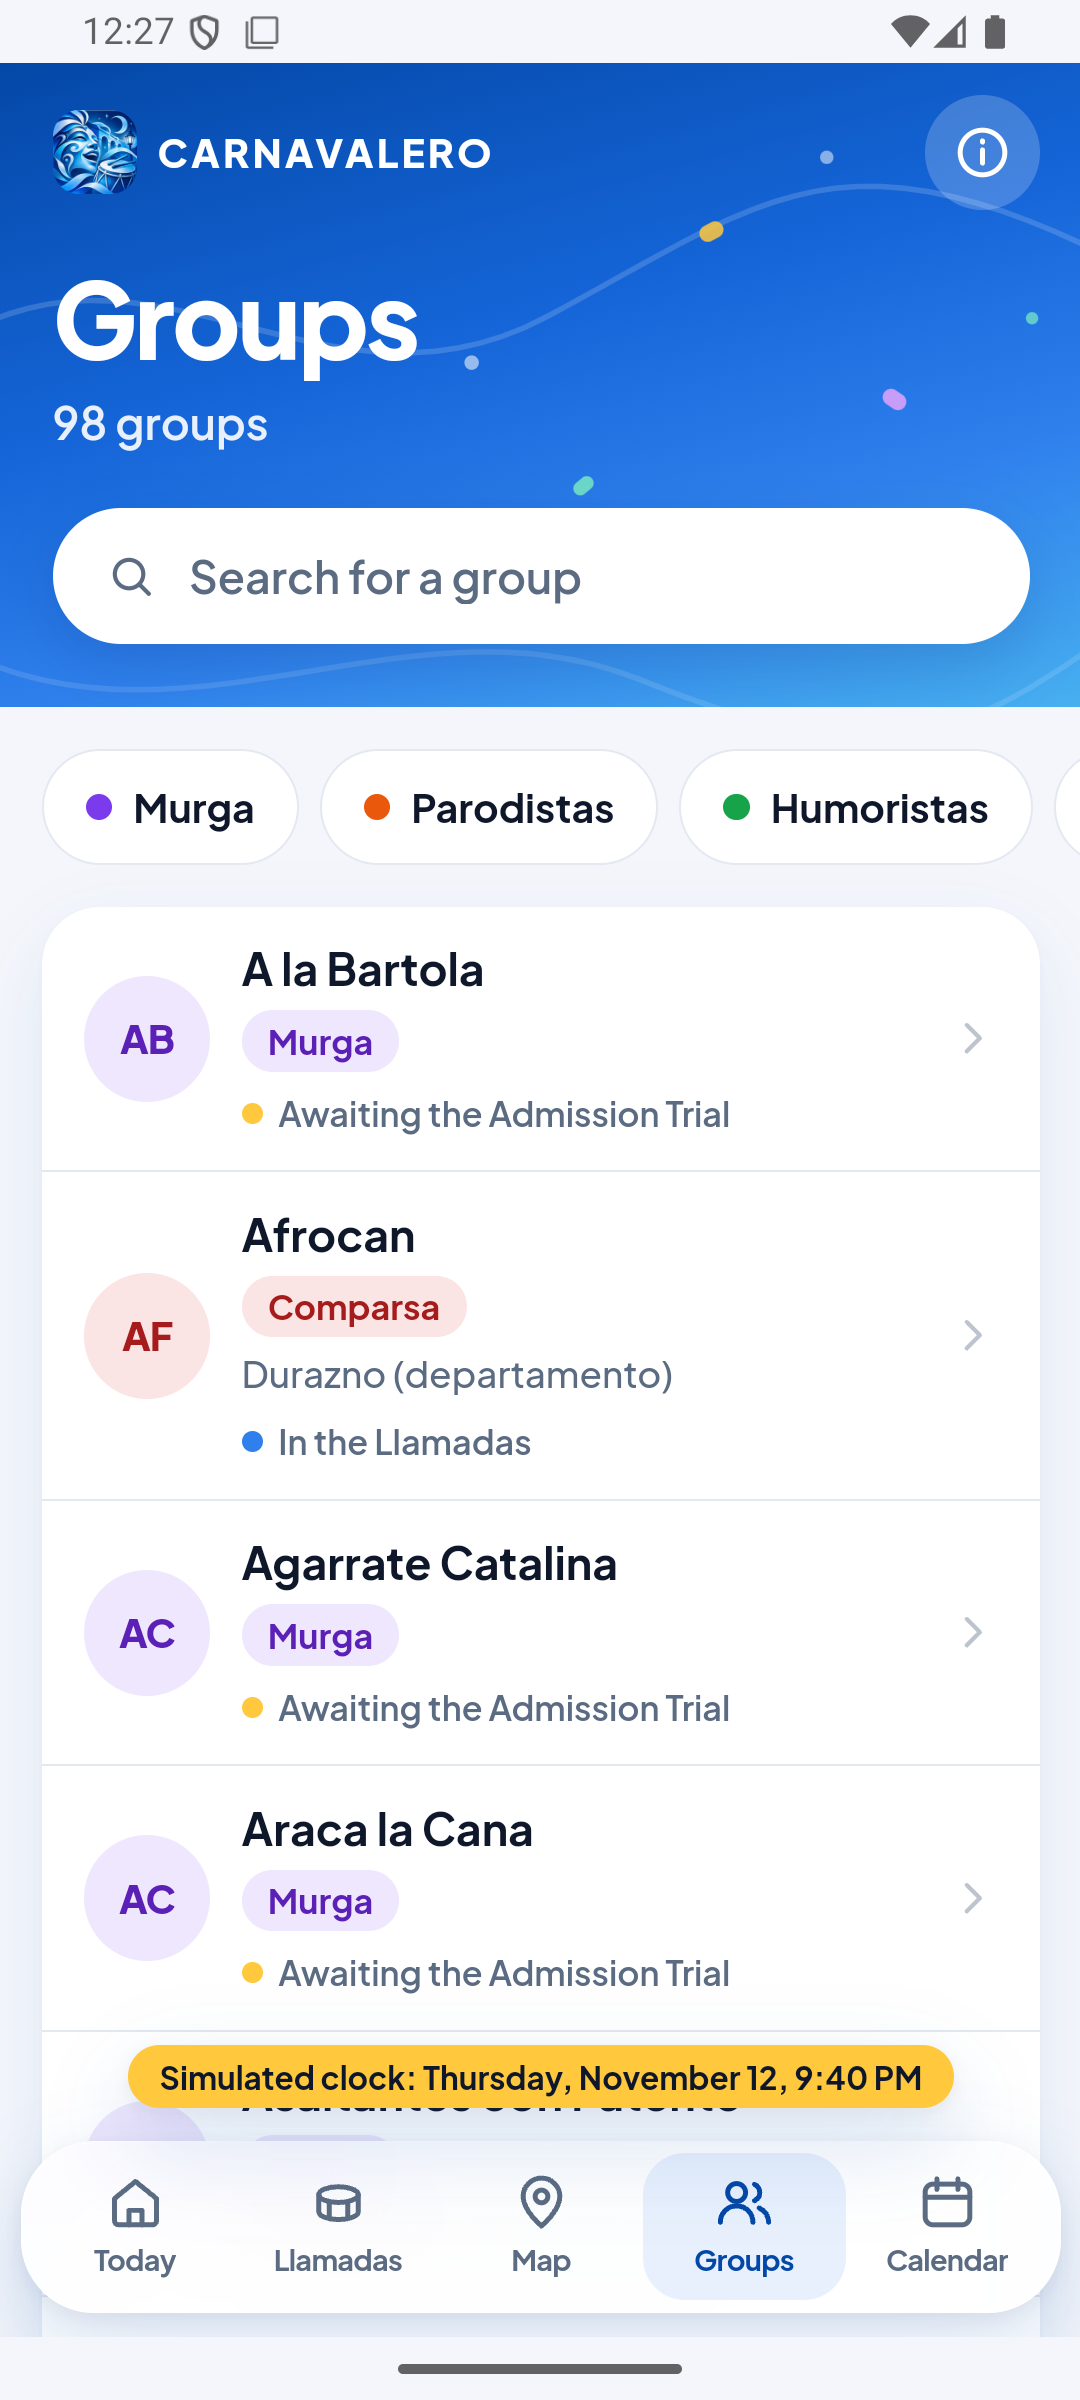 12:27
CARNAVALERO
Groups
98 groups
Search for a group
Murga
Parodistas
Humoristas
A la Bartola
AB
Murga
Awaiting the Admission Trial
Afrocan
AF
Comparsa
Durazno (departamento)
In the Llamadas
Agarrate Catalina
AC
Murga
Awaiting the Admission Trial
Araca la Cana
AC
Murga
Awaiting the Admission Trial
Simulated clock: Thursday, November 12, 9:40 PM
Today
Llamadas
Map
Groups
Calendar